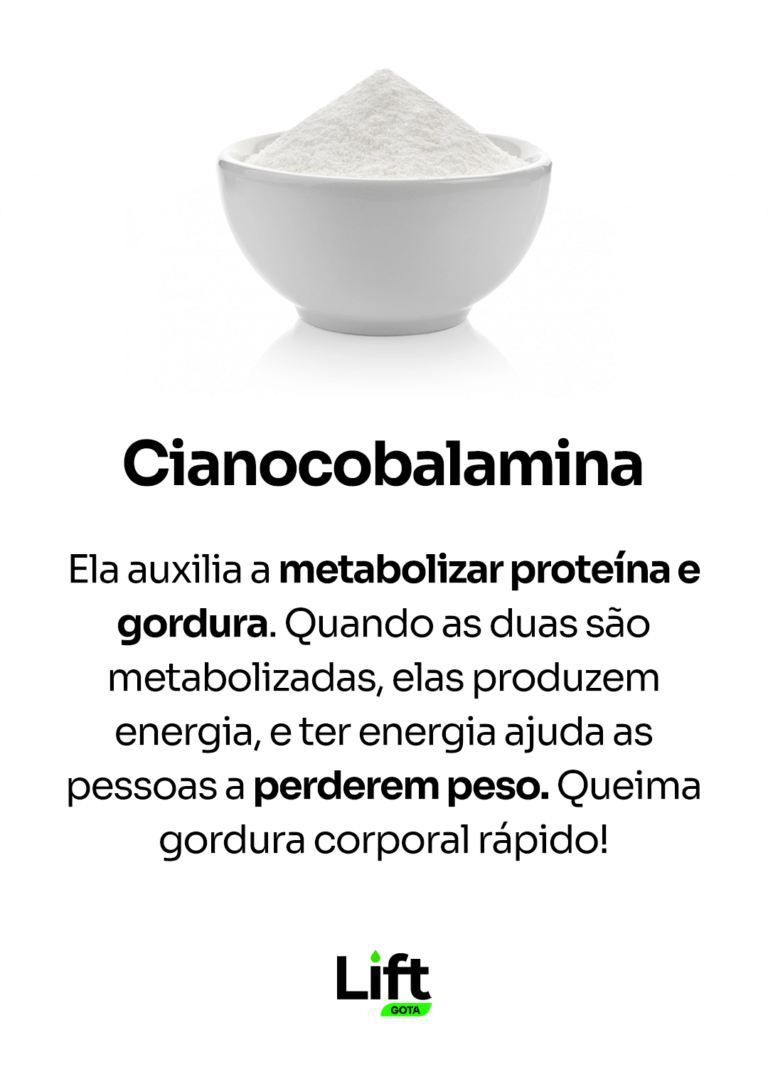 Cianocobalamina
Ela auxilia a metabolizar proteína e
gordura. Quando as duas são
metabolizadas, elas produzem
energia, e ter energia ajuda as
pessoas a perderem peso. Queima
gordura corporal rápido!
Lift
GOTA